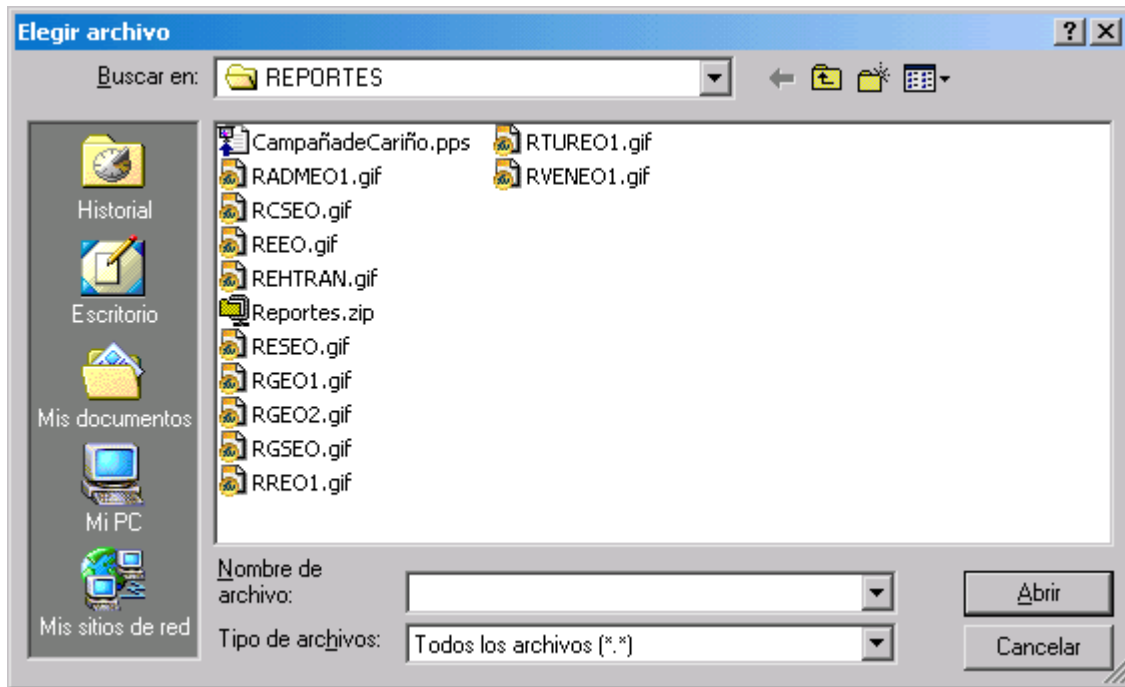 Elegir archivo
Buscar en: REPORTES
Historial
Escritorio
Mis documentos
Mi PC
Mis sitios de red
CampañadeCariño.pps
RADMEO1.gif
RCSEO.gif
REEO.gif
REHTRAN.gif
Reportes.zip
RESEO.gif
RGEO1.gif
RGEO2.gif
RGSEO.gif
RREO1.gif
RTUREO1.gif
RVENEO1.gif
Nombre de
archivo:
Abrir
Tipo de archivos: Todos los archivos (*.*)
Cancelar